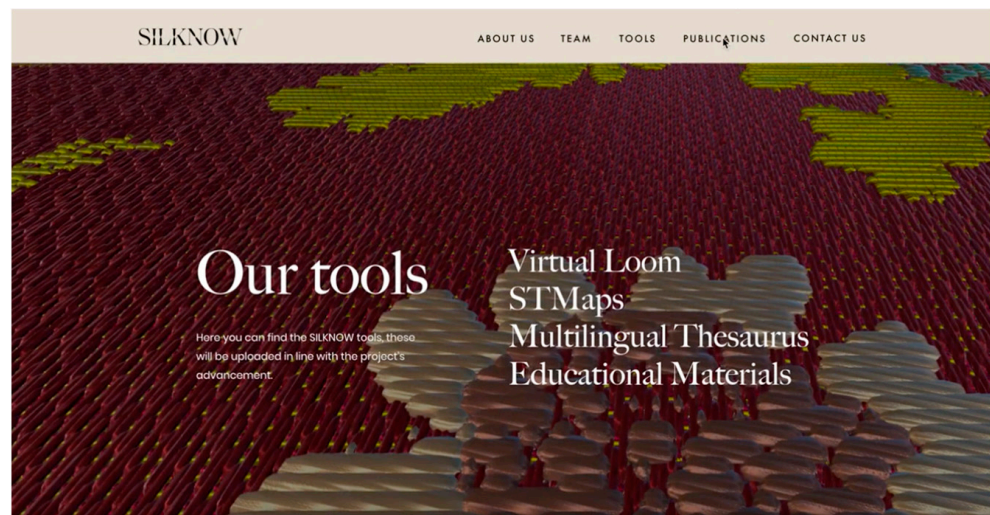 SILKNOW
ABOUT US TEAM TOOLS PUBLICATIONS CONTACT US
Our tools
Here you can find the SILKNOW tools, these
will be uploaded in line with the project's
advancement.
Virtual Loom
STMaps
Multilingual Thesaurus
Educational Materials